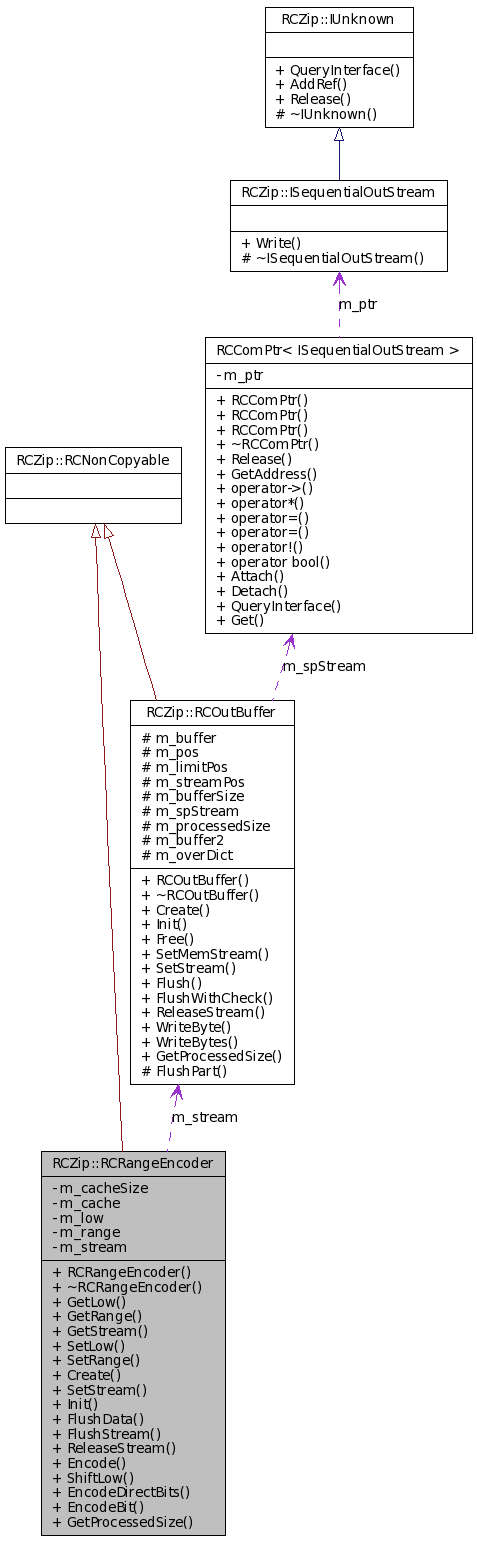 RCZip::IUnknown
+ QueryInterface()
+ AddRef()
+ Release()
# ~IUnknown()
RCZip::ISequentialOutStream
+ Write()
# ~ISequentialOutStream()
m_ptr
RCComPtr< ISequentialOutStream >
- m_ptr
+ RCComPtr()
+ RCComPtr()
+ RCComPtr()
+ ~RCComPtr()
+ Release()
+ GetAddress()
+ operator->()
+ operator*()
+ operator=()
+ operator=()
+ operator!()
+ operator bool()
+ Attach()
+ Detach()
+ QueryInterface()
+ Get()
RCZip::RCNonCopyable
m_spStream
RCZip::RCOutBuffer
# m_buffer
# m_pos
# m_limitPos
# m_streamPos
# m_bufferSize
# m_spStream
# m_processedSize
# m_buffer2
# m_overDict
+ RCOutBuffer()
+ ~RCOutBuffer()
+ Create()
+ Init()
+ Free()
+ SetMemStream()
+ SetStream()
+ Flush()
+ FlushWithCheck()
+ ReleaseStream()
+ WriteByte()
+ WriteBytes()
+ GetProcessedSize()
# FlushPart()
m_stream
RCZip::RCRangeEncoder
- m_cacheSize
- m_cache
- m_low
- m_range
- m_stream
+ RCRangeEncoder()
+ ~RCRangeEncoder()
+ GetLow()
+ GetRange()
+ GetStream()
+ SetLow()
+ SetRange()
+ Create()
+ SetStream()
+ Init()
+ FlushData()
+ FlushStream()
+ ReleaseStream()
+ Encode()
+ ShiftLow()
+ EncodeDirectBits()
+ EncodeBit()
+ GetProcessedSize()